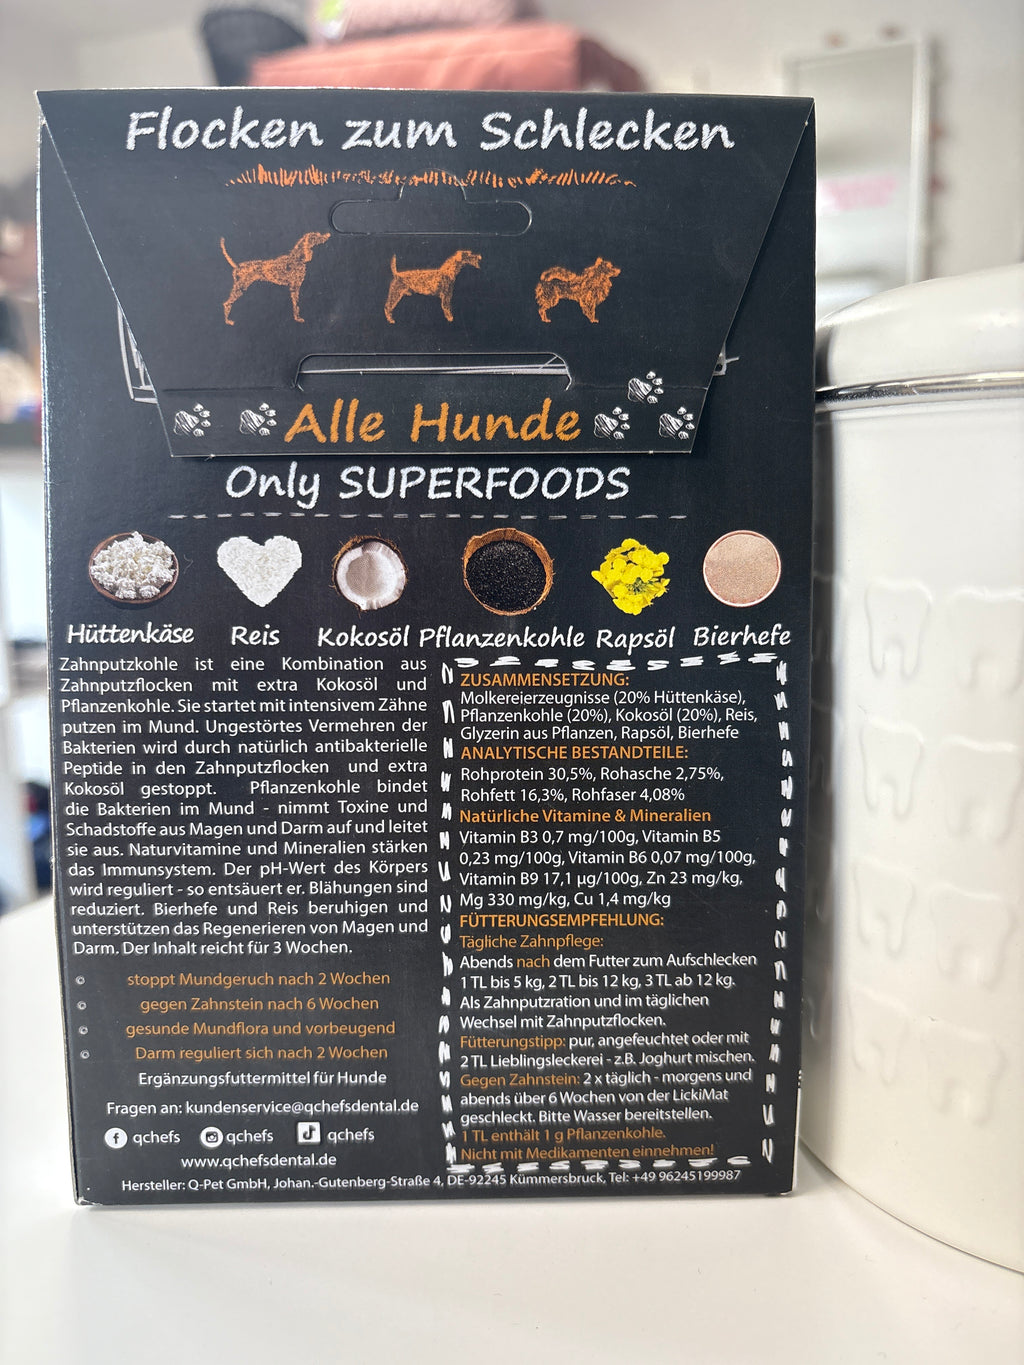 Flocken zum Schlecken
Alle Hunde
Only SUPERFOODS
Hüttenkäse Reis Kokosöl Pflanzenkohle Rapsöl Bierhefe
Zahnputzkohle ist eine Kombination aus
Zahnputzflocken mit extra Kokosöl und
Pflanzenkohle. Sie startet mit intensivem Zähne
putzen im Mund. Ungestörtes Vermehren der
Bakterien wird durch natürlich antibakterielle
Peptide in den Zahnputzflocken und extra
Kokosöl gestoppt. Pflanzenkohle bindet
die Bakterien im Mund - nimmt Toxine und
Schadstoffe aus Magen und Darm auf und leitet
sie aus. Naturvitamine und Mineralien stärken
das Immunsystem. Der pH-Wert des Körpers
wird reguliert - so entsäuert er. Blähungen sind
reduziert. Bierhefe und Reis beruhigen und
unterstützen das Regenerieren von Magen und
Darm. Der Inhalt reicht für 3 Wochen.
© stoppt Mundgeruch nach 2 Wochen
© gegen Zahnstein nach 6 Wochen
© gesunde Mundflora und vorbeugend
© Darm reguliert sich nach 2 Wochen
Ergänzungsfuttermittel für Hunde
Fragen an: kundenservice@qchefsdental.de
qchefs qchefs qchefs
www.qchefsdental.de
ZUSAMMENSETZUNG:
Molkereierzeugnisse (20% Hüttenkäse),
Pflanzenkohle (20%), Kokosöl (20%), Reis,
Glyzerin aus Pflanzen, Rapsöl, Bierhefe
ANALYTISCHE BESTANDTEILE:
Rohprotein 30,5%, Rohasche 2,75%,
Rohfett 16,3%, Rohfaser 4,08%
Natürliche Vitamine & Mineralien
Vitamin B3 0,7 mg/100g, Vitamin B5
0,23 mg/100g, Vitamin B6 0,07 mg/100g,
Vitamin B9 17,1 µg/100g, Zn 23 mg/kg,
Mg 330 mg/kg, Cu 1,4 mg/kg
FÜTTERUNGSEMPFEHLUNG:
Tägliche Zahnpflege:
Abends nach dem Futter zum Aufschlecken
1 TL bis 5 kg, 2 TL bis 12 kg, 3 TL ab 12 kg.
Als Zahnputzration und im täglichen
Wechsel mit Zahnputzflocken.
Fütterungstipp: pur, angefeuchtet oder mit
2 TL Lieblingsleckerei - z.B. Joghurt mischen.
Gegen Zahnstein: 2 x täglich - morgens und
abends über 6 Wochen von der LickiMat
geschleckt. Bitte Wasser bereitstellen.
1 TL enthält 1 g Pflanzenkohle.
Nicht mit Medikamenten einnehmen!
Hersteller: Q-Pet GmbH, Johan.-Gutenberg-Straße 4, DE-92245 Kümmersbruck, Tel: +49 96245199987